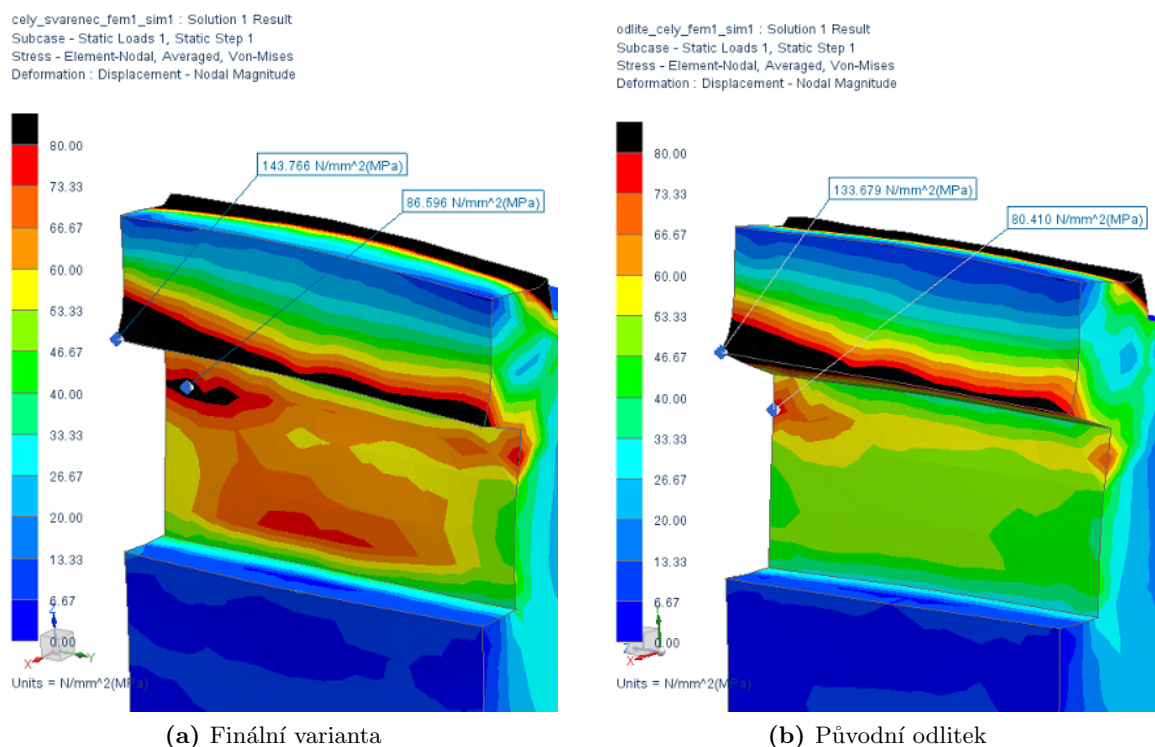 cely_svarenec_fem1_sim1 : Solution 1 Result
Subcase - Static Loads 1, Static Step 1
Stress - Element-Nodal, Averaged, Von-Mises
Deformation : Displacement - Nodal Magnitude
80.00
73.33
66.67
60.00
53.33
46.67
40.00
33.33
26.67
20.00
13.33
6.67
0.00
Units = N/mm^2(MPa)
143.766 N/mm^2(MPa)
86.596 N/mm^2(MPa)
Z
X
Y
(a) Finální varianta
odlite_cely_fem1_sim1 : Solution 1 Result
Subcase - Static Loads 1, Static Step 1
Stress - Element-Nodal, Averaged, Von-Mises
Deformation : Displacement - Nodal Magnitude
80.00
73.33
66.67
60.00
53.33
46.67
40.00
33.33
26.67
20.00
13.33
6.67
0.00
Units = N/mm^2(MPa)
133.679 N/mm^2(MPa)
80.410 N/mm^2(MPa)
Y
Z
X
(b) Původní odlitek